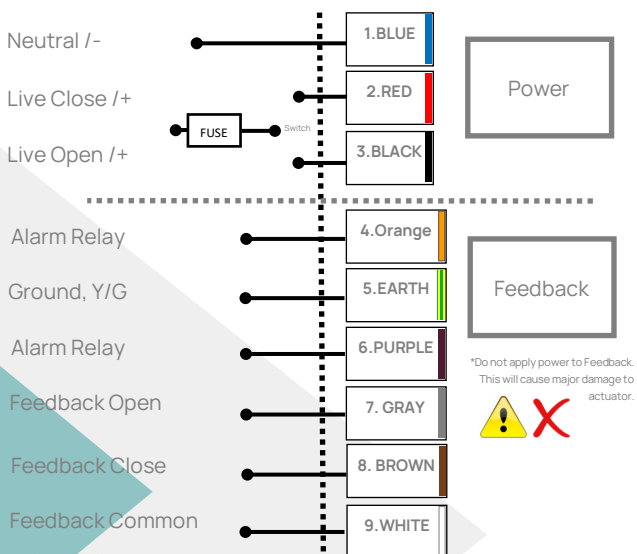 Neutral /-
1.BLUE
Live Close /+
2.RED
Power
FUSE
Switch
Live Open /+
3.BLACK
Alarm Relay
4.Orange
Ground, Y/G
5.EARTH
Feedback
Alarm Relay
6.PURPLE
*Do not apply power to Feedback.
This will cause major damage to
actuator.
Feedback Open
7. GRAY
Feedback Close
8. BROWN
Feedback Common
9.WHITE